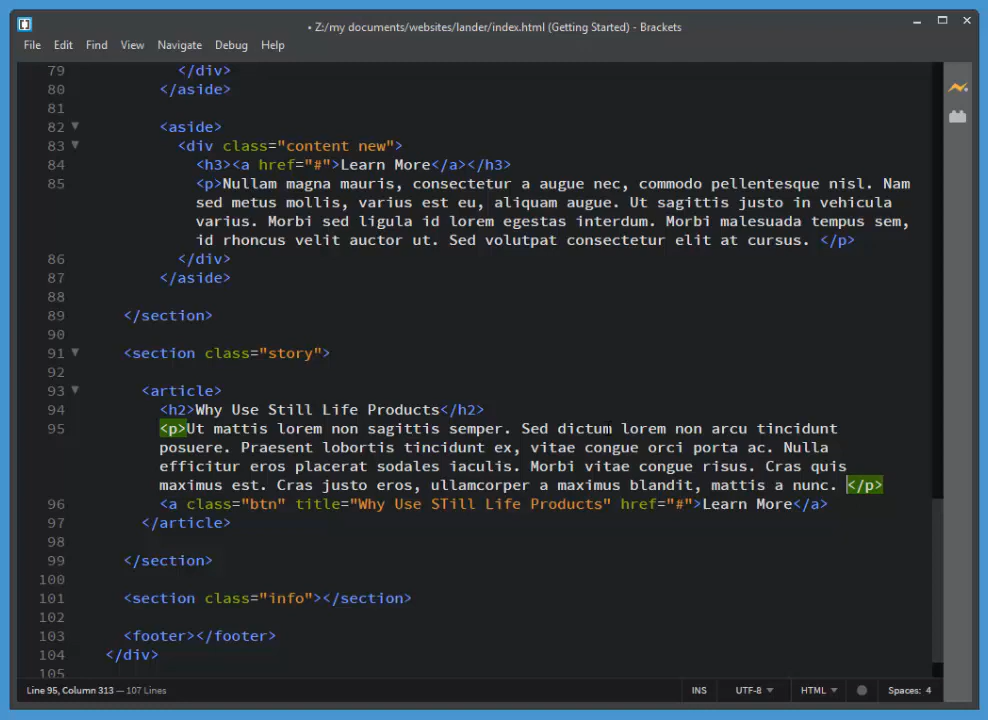 • Z:/my documents/websites/lander/index.html (Getting Started) - Brackets
File Edit Find View Navigate Debug Help
79 </div>
80 </aside>
81
82 <aside>
83 <div class="content new">
84 <h3><a href="#">Learn More</a></h3>
85 <p>Nullam magna mauris, consectetur a augue nec, commodo pellentesque nisl. Nam
sed metus mollis, varius est eu, aliquam augue. Ut sagittis justo in vehicula
varius. Morbi sed ligula id lorem egestas interdum. Morbi malesuada tempus sem,
id rhoncus velit auctor ut. Sed volutpat consectetur elit at cursus. </p>
86 </div>
87 </aside>
88
89 </section>
90
91 <section class="story">
92
93 <article>
94 <h2>Why Use Still Life Products</h2>
95 <p>Ut mattis lorem non sagittis semper. Sed dictum lorem non arcu tincidunt
posuere. Praesent lobortis tincidunt ex, vitae congue orci porta ac. Nulla
efficitur eros placerat sodales iaculis. Morbi vitae congue risus. Cras quis
maximus est. Cras justo eros, ullamcorper a maximus blandit, mattis a nunc. </p>
96 <a class="btn" title="Why Use STill Life Products" href="#">Learn More</a>
97 </article>
98
99 </section>
100
101 <section class="info"></section>
102
103 <footer></footer>
104 </div>
105
Line 95, Column 313 — 107 Lines INS UTF-8 HTML Spaces: 4